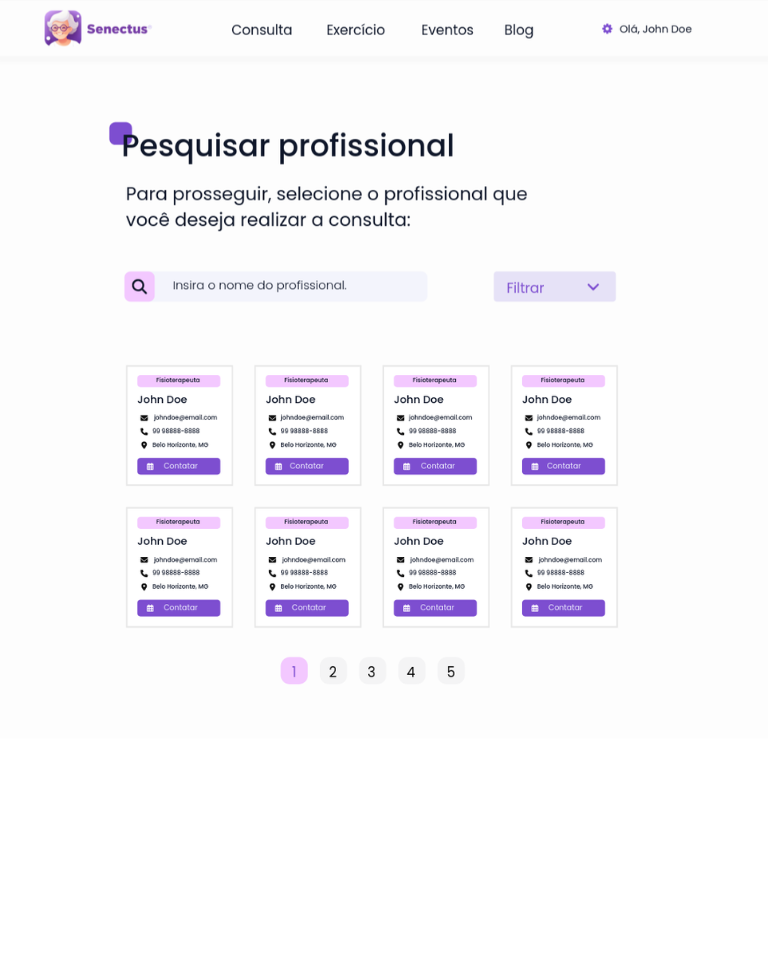 Senectus
Consulta Exercício Eventos Blog
Olá, John Doe
Pesquisar profissional
Para prosseguir, selecione o profissional que
você deseja realizar a consulta:
Insira o nome do profissional.
Filtrar
Fisioterapeuta Fisioterapeuta Fisioterapeuta Fisioterapeuta
John Doe John Doe John Doe John Doe
johndoe@email.com johndoe@email.com johndoe@email.com johndoe@email.com
99 98888-8888 99 98888-8888 99 98888-8888 99 98888-8888
Belo Horizonte, MG Belo Horizonte, MG Belo Horizonte, MG Belo Horizonte, MG
Contatar Contatar Contatar Contatar
Fisioterapeuta Fisioterapeuta Fisioterapeuta Fisioterapeuta
John Doe John Doe John Doe John Doe
johndoe@email.com johndoe@email.com johndoe@email.com johndoe@email.com
99 98888-8888 99 98888-8888 99 98888-8888 99 98888-8888
Belo Horizonte, MG Belo Horizonte, MG Belo Horizonte, MG Belo Horizonte, MG
Contatar Contatar Contatar Contatar
1 2 3 4 5